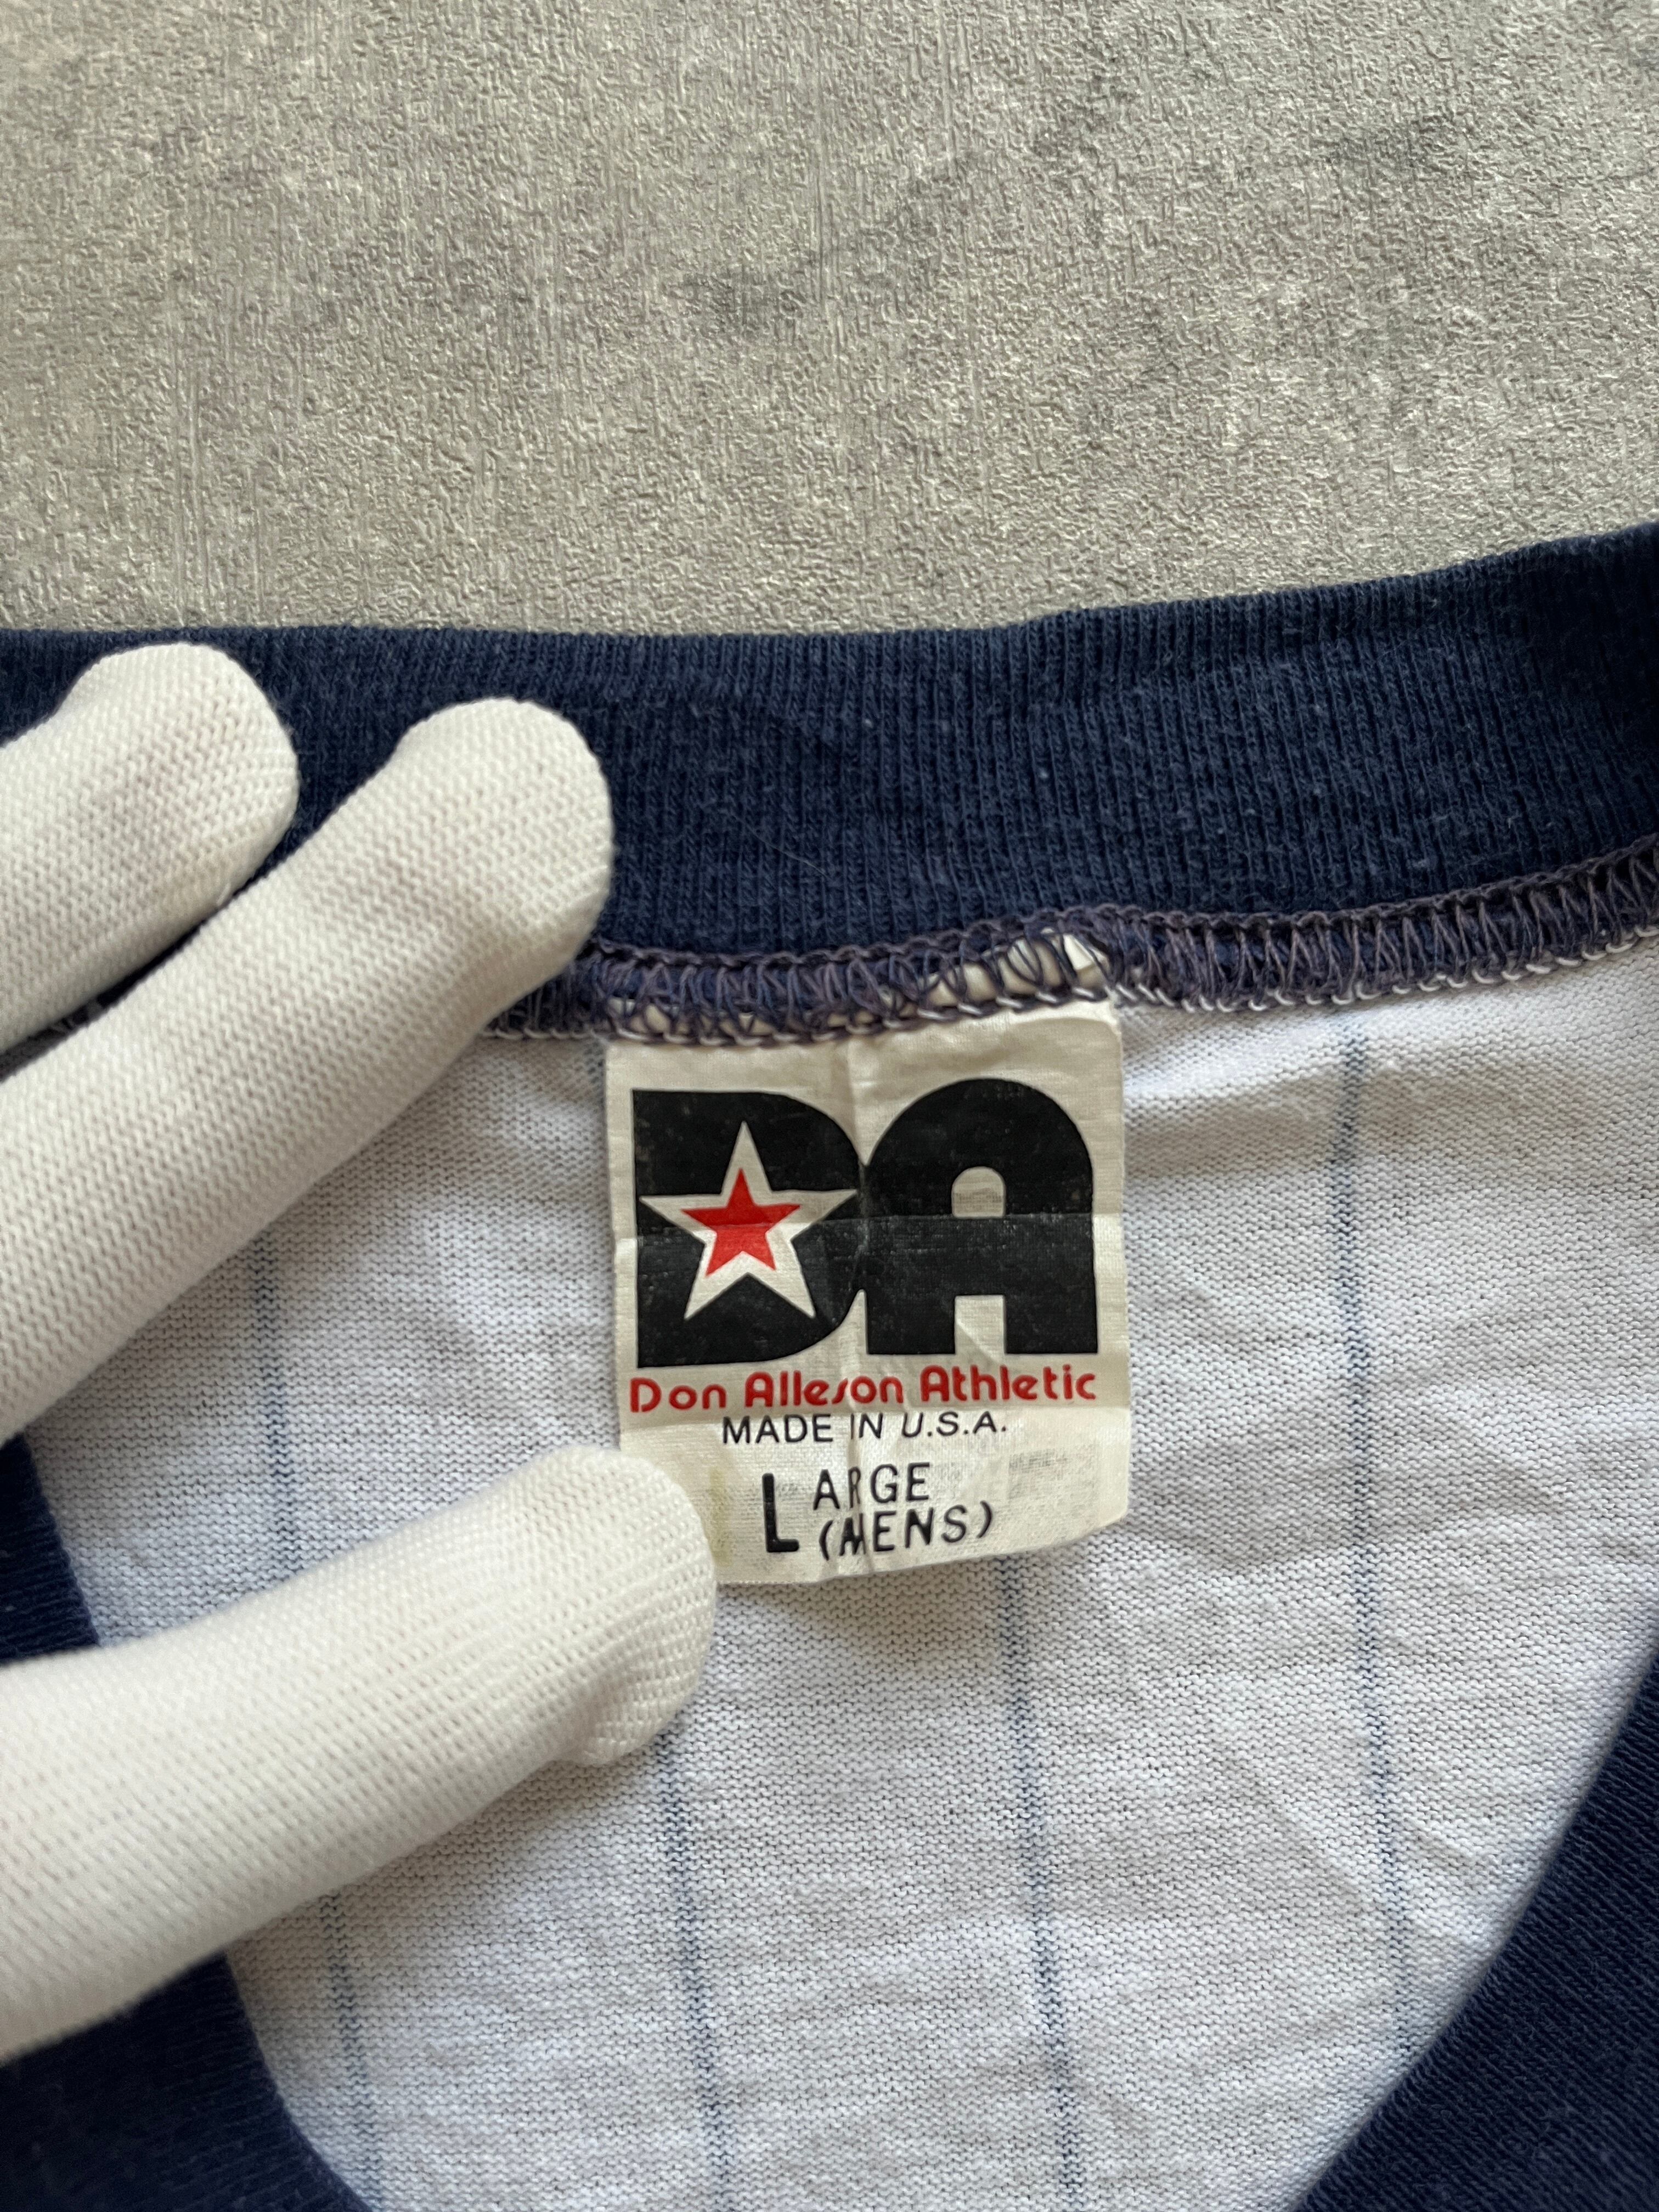 DA
Don Alleson Athletic
MADE IN U.S.A.
LARGE
(MENS)